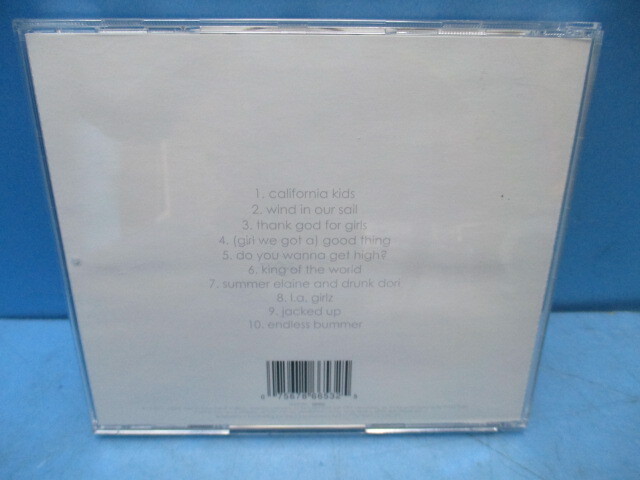 1. california kids
2. wind in our sail
3. thank god for girls
4. (girl we got a) good thing
5. do you wanna get high?
6. king of the world
7. summer elaine and drunk dori
8. l.a. girlz
9. jacked up
10. endless bummer
75678 66532